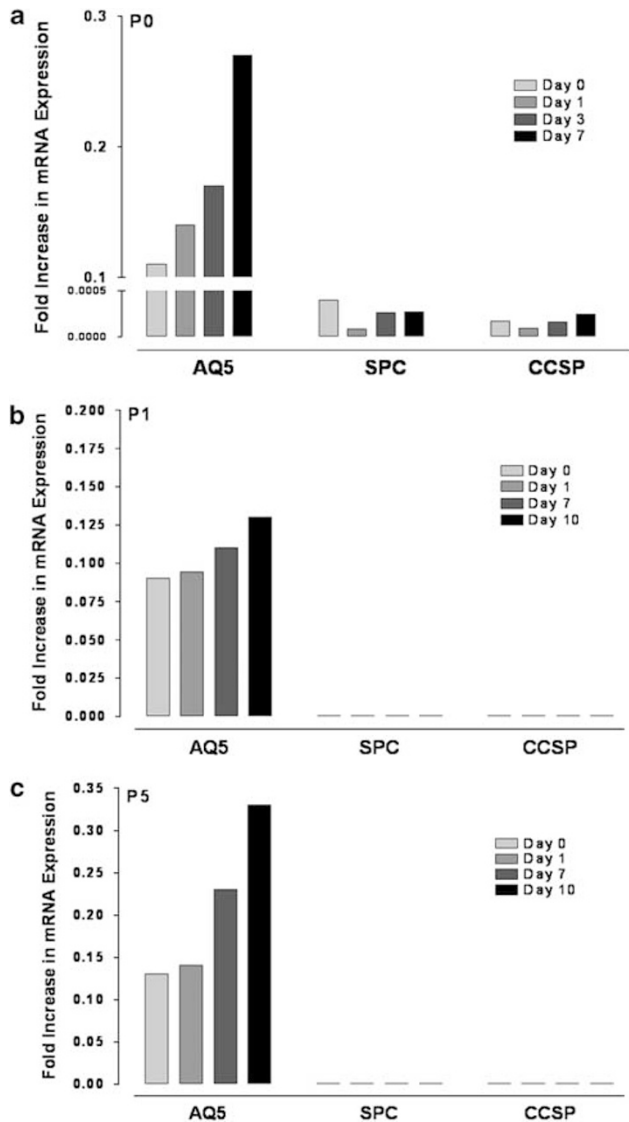 a
P0
Fold Increase in mRNA Expression
0.3
0.2
0.1
0.0005
0.0000
Day 0
Day 1
Day 3
Day 7
AQ5 SPC CCSP
b
P1
Fold Increase in mRNA Expression
0.200
0.175
0.150
0.125
0.100
0.075
0.050
0.025
0.000
Day 0
Day 1
Day 7
Day 10
AQ5 SPC CCSP
c
P5
Fold Increase in mRNA Expression
0.35
0.30
0.25
0.20
0.15
0.10
0.05
0.00
Day 0
Day 1
Day 7
Day 10
AQ5 SPC CCSP